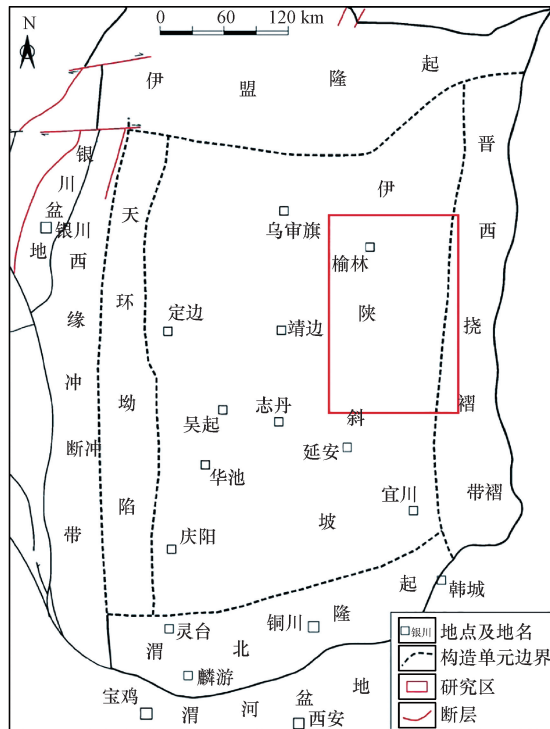 N
0 60 120 km
伊盟隆起
银川盆地
银川
西缘冲断带
冲
天环坳陷
伊陕斜坡
晋西挠褶带
褶
乌审旗
榆林
定边
靖边
吴起
志丹
延安
华池
宜川
庆阳
韩城
渭北隆起
灵台
铜川
麟游
宝鸡
渭河盆地
西安
银川 地点及地名
构造单元边界
研究区
断层